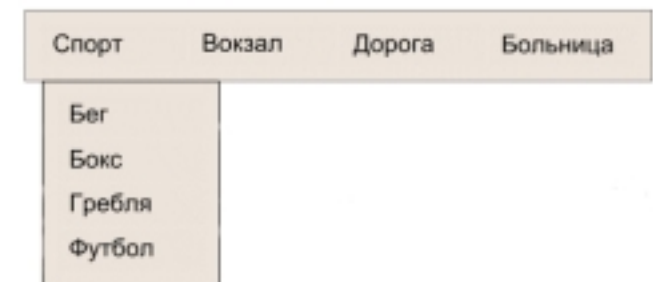 Спорт Вокзал Дорога Больница
Бег
Бокс
Гребля
Футбол